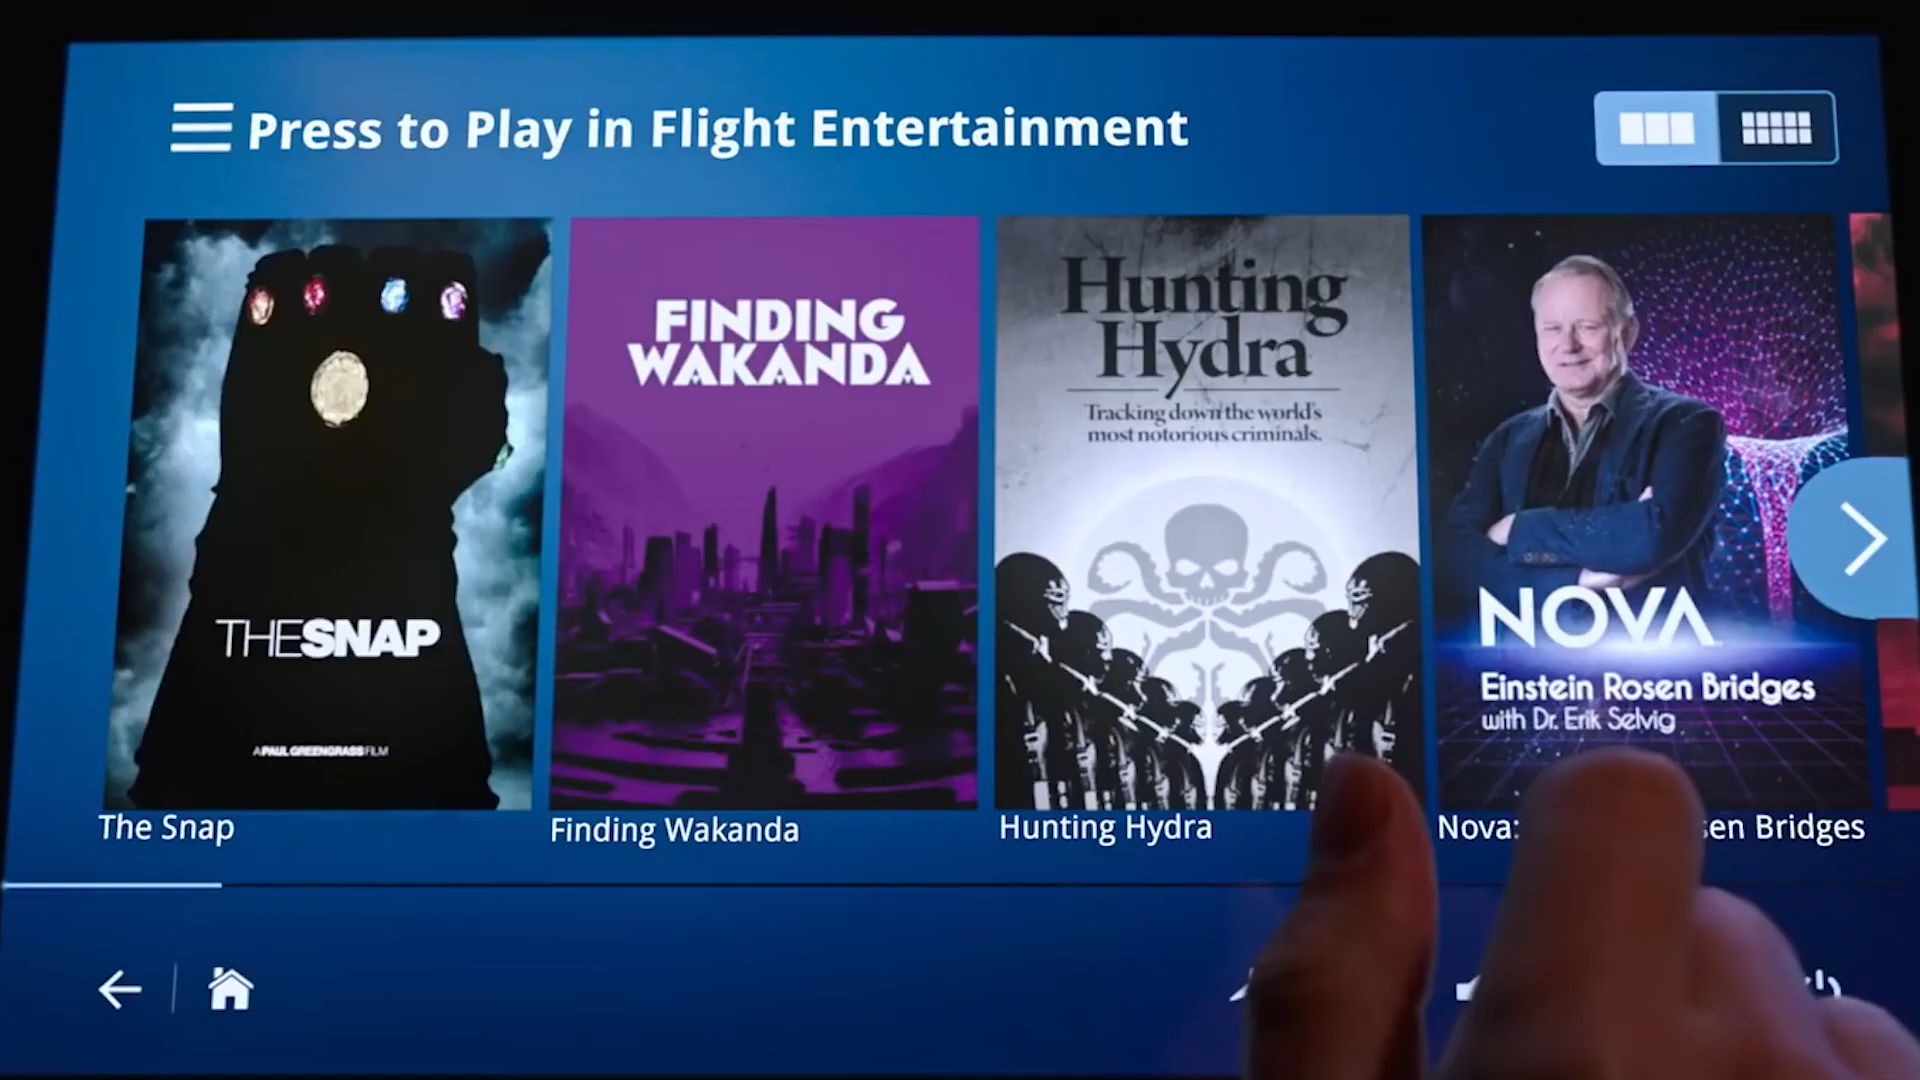 Press to Play in Flight Entertainment
THESNAP
A PAUL GREENGRASS FILM
The Snap
FINDING
WAKANDA
Finding Wakanda
Hunting
Hydra
Tracking down the world's
most notorious criminals.
Hunting Hydra
NOVA
Einstein Rosen Bridges
with Dr. Erik Selvig
Nova: sen Bridges